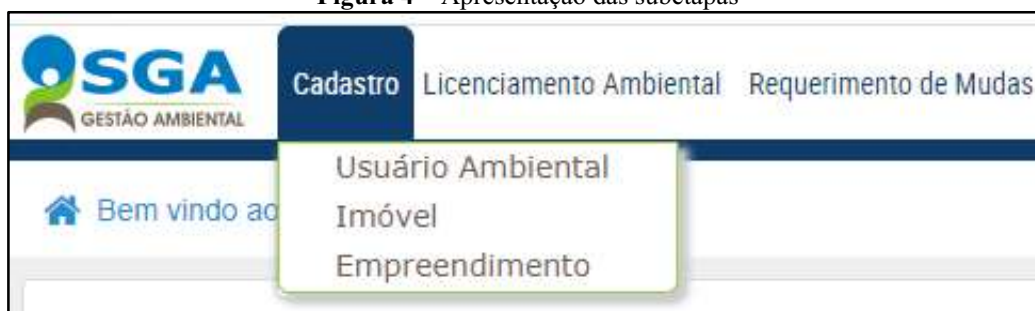 Figura 4 – Apresentação das subetapas
SGA
GESTÃO AMBIENTAL
Cadastro Licenciamento Ambiental Requerimento de Mudas
Usuário Ambiental
Bem vindo ao
Imóvel
Empreendimento